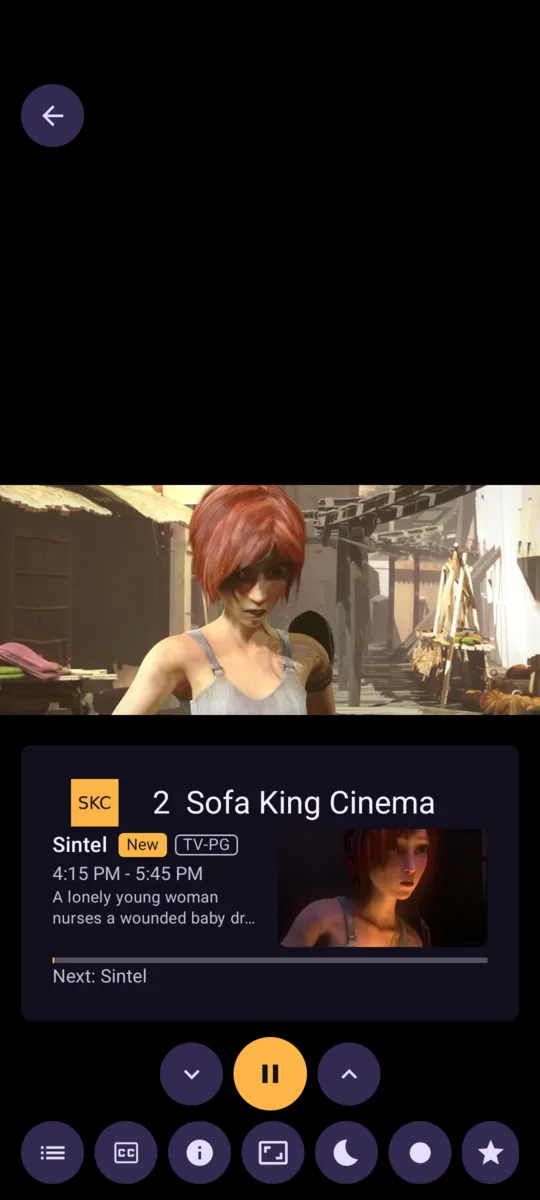 SKC
2 Sofa King Cinema
Sintel New TV-PG
4:15 PM - 5:45 PM
A lonely young woman
nurses a wounded baby dr...
Next: Sintel
CC